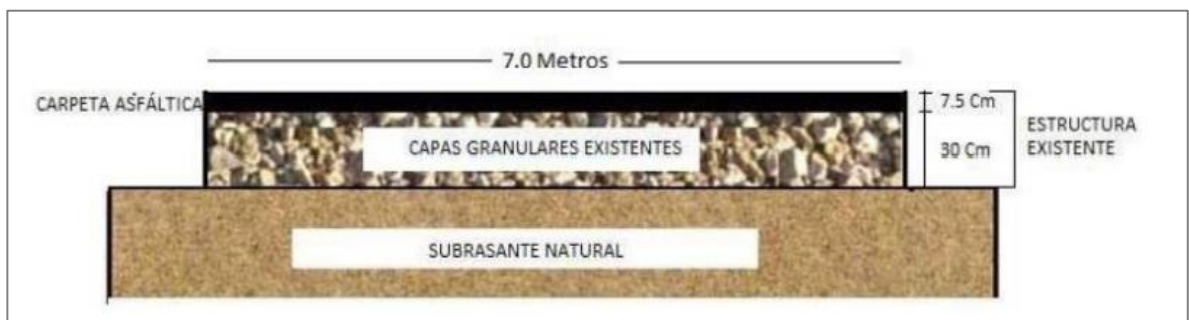 7.0 Metros
CARPETA ASFÁLTICA
7.5 Cm
CAPAS GRANULARES EXISTENTES
30 Cm
ESTRUCTURA
EXISTENTE
SUBRASANTE NATURAL